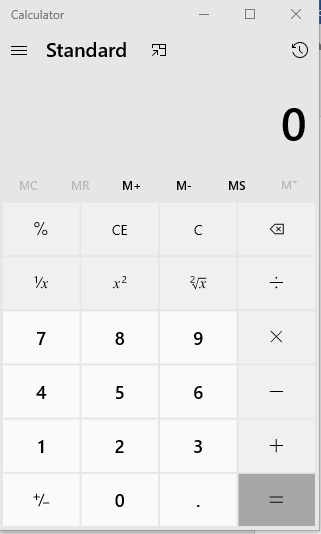 Calculator
Standard
0
MC MR M+ M- MS M˅
% CE C
¹/x x² ²√x ÷
7 8 9 ×
4 5 6 −
1 2 3 +
+/− 0 . =